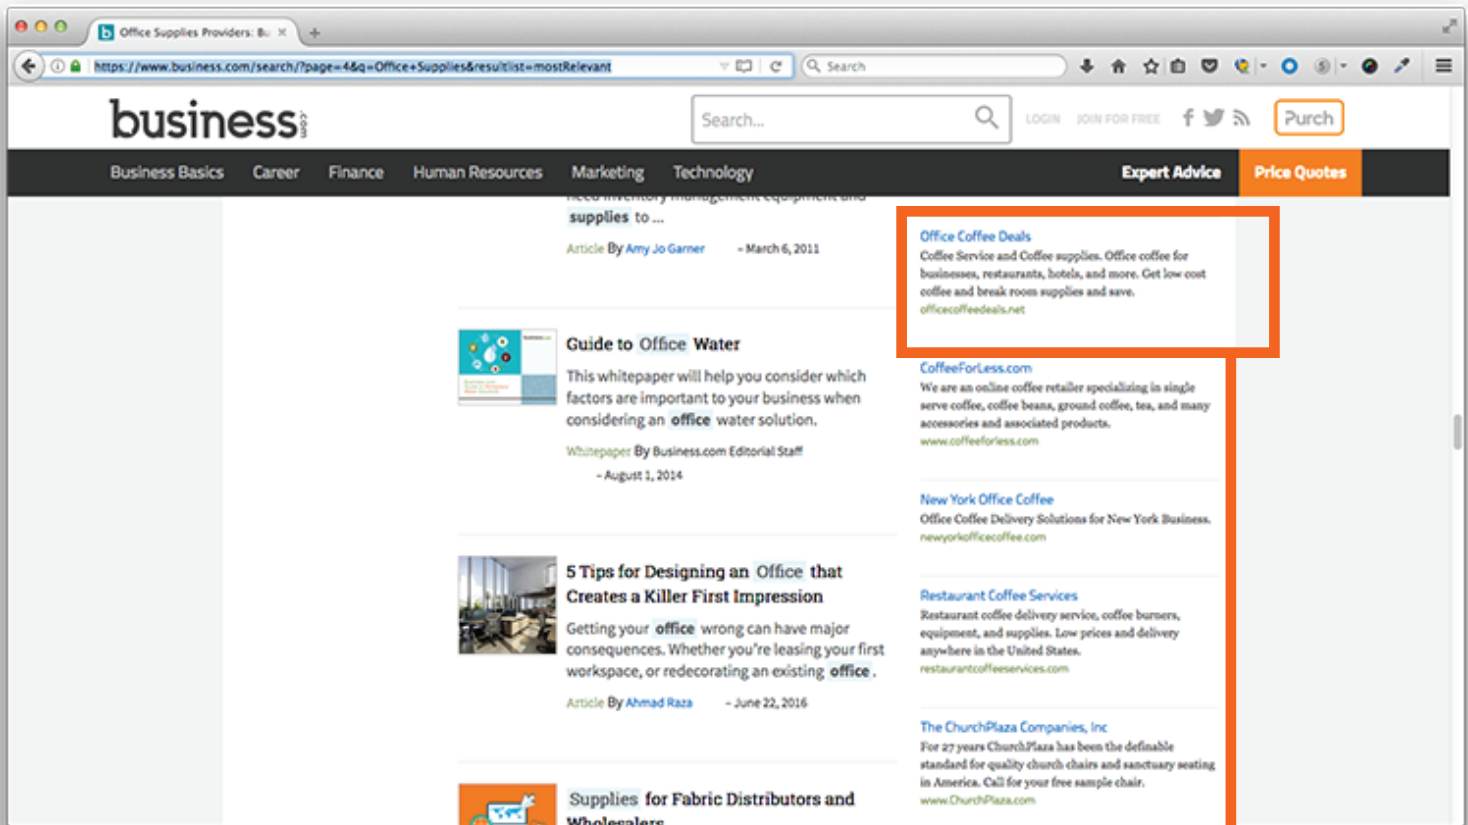 Office Supplies Providers: Bu
https://www.business.com/search/?page=4&q=Office+Supplies&resultlist=mostRelevant
Search
business.com
Search...
LOGIN
JOIN FOR FREE
Purch
Business Basics
Career
Finance
Human Resources
Marketing
Technology
Expert Advice
Price Quotes
need inventory management equipment and
supplies to ...
Article By Amy Jo Garner - March 6, 2011
Guide to Office Water
This whitepaper will help you consider which
factors are important to your business when
considering an office water solution.
Whitepaper By Business.com Editorial Staff
- August 1, 2014
5 Tips for Designing an Office that
Creates a Killer First Impression
Getting your office wrong can have major
consequences. Whether you're leasing your first
workspace, or redecorating an existing office.
Article By Ahmad Raza - June 22, 2016
Supplies for Fabric Distributors and
Wholesalers
Office Coffee Deals
Coffee Service and Coffee supplies. Office coffee for
businesses, restaurants, hotels, and more. Get low cost
coffee and break room supplies and save.
officecoffeedeals.net
CoffeeForLess.com
We are an online coffee retailer specializing in single
serve coffee, coffee beans, ground coffee, tea, and many
accessories and associated products.
www.coffeeforless.com
New York Office Coffee
Office Coffee Delivery Solutions for New York Business.
newyorkofficecoffee.com
Restaurant Coffee Services
Restaurant coffee delivery service, coffee burners,
equipment, and supplies. Low prices and delivery
anywhere in the United States.
restaurantcoffeeservices.com
The ChurchPlaza Companies, Inc
For 27 years ChurchPlaza has been the definable
standard for quality church chairs and sanctuary seating
in America. Call for your free sample chair.
www.ChurchPlaza.com